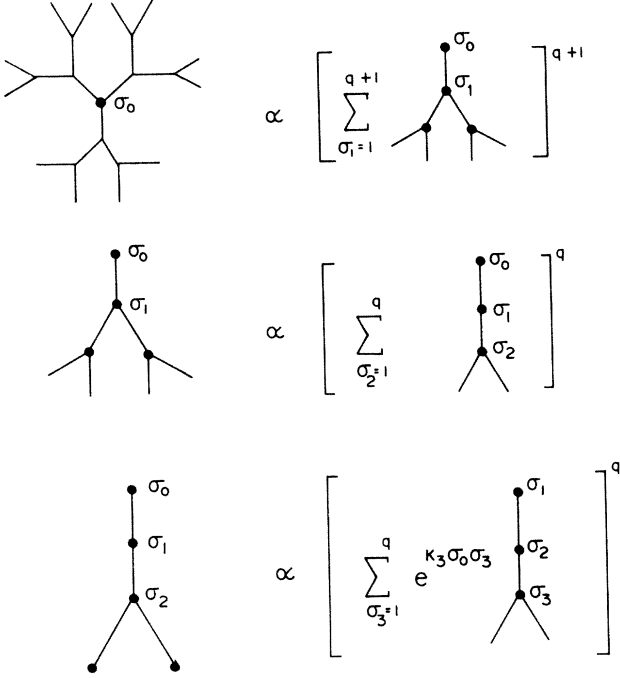 σ₀ ∝ [ ∑_{σ₁=1}^{q+1} σ₀ σ₁ ]^{q+1}
σ₀ σ₁ ∝ [ ∑_{σ₂=1}^{q} σ₀ σ₁ σ₂ ]^{q}
σ₀ σ₁ σ₂ ∝ [ ∑_{σ₃=1}^{q} e^{K₃σ₀σ₃} σ₁ σ₂ σ₃ ]^{q}